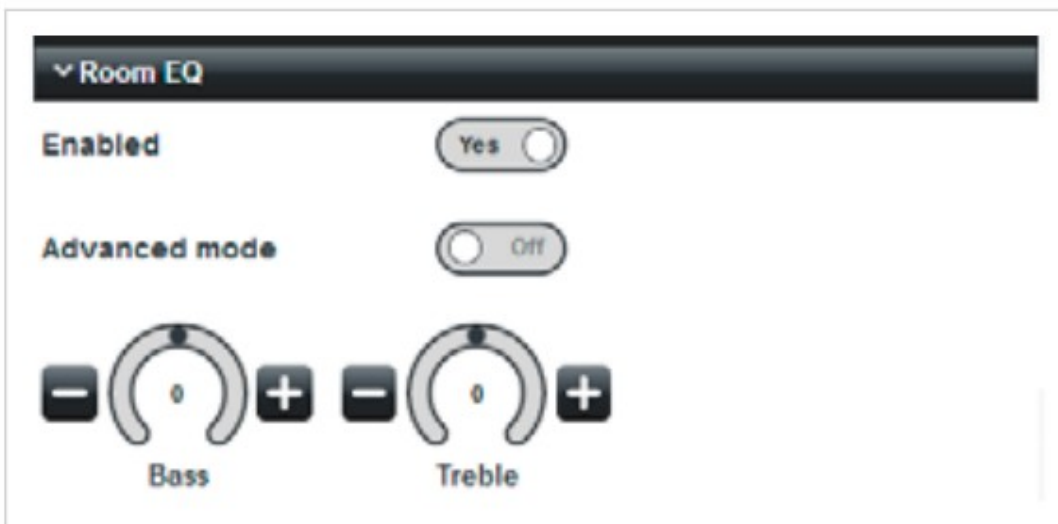 Room EQ
Enabled Yes
Advanced mode Off
0 0
Bass Treble